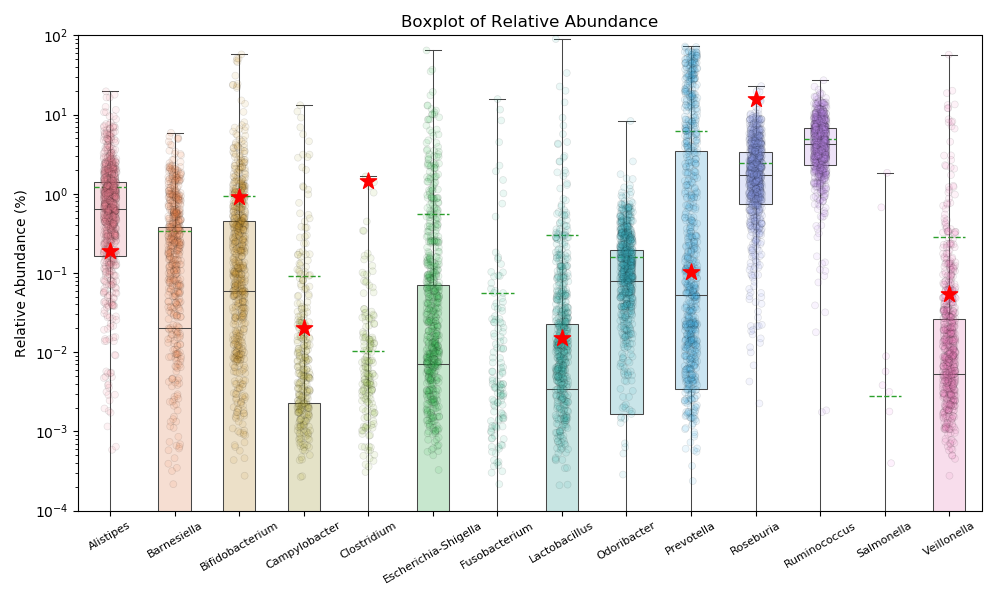 Boxplot of Relative Abundance
Relative Abundance (%)
10²
10¹
10⁰
10⁻¹
10⁻²
10⁻³
10⁻⁴
Alistipes
Barnesiella
Bifidobacterium
Campylobacter
Clostridium
Escherichia-Shigella
Fusobacterium
Lactobacillus
Odoribacter
Prevotella
Roseburia
Ruminococcus
Salmonella
Veillonella